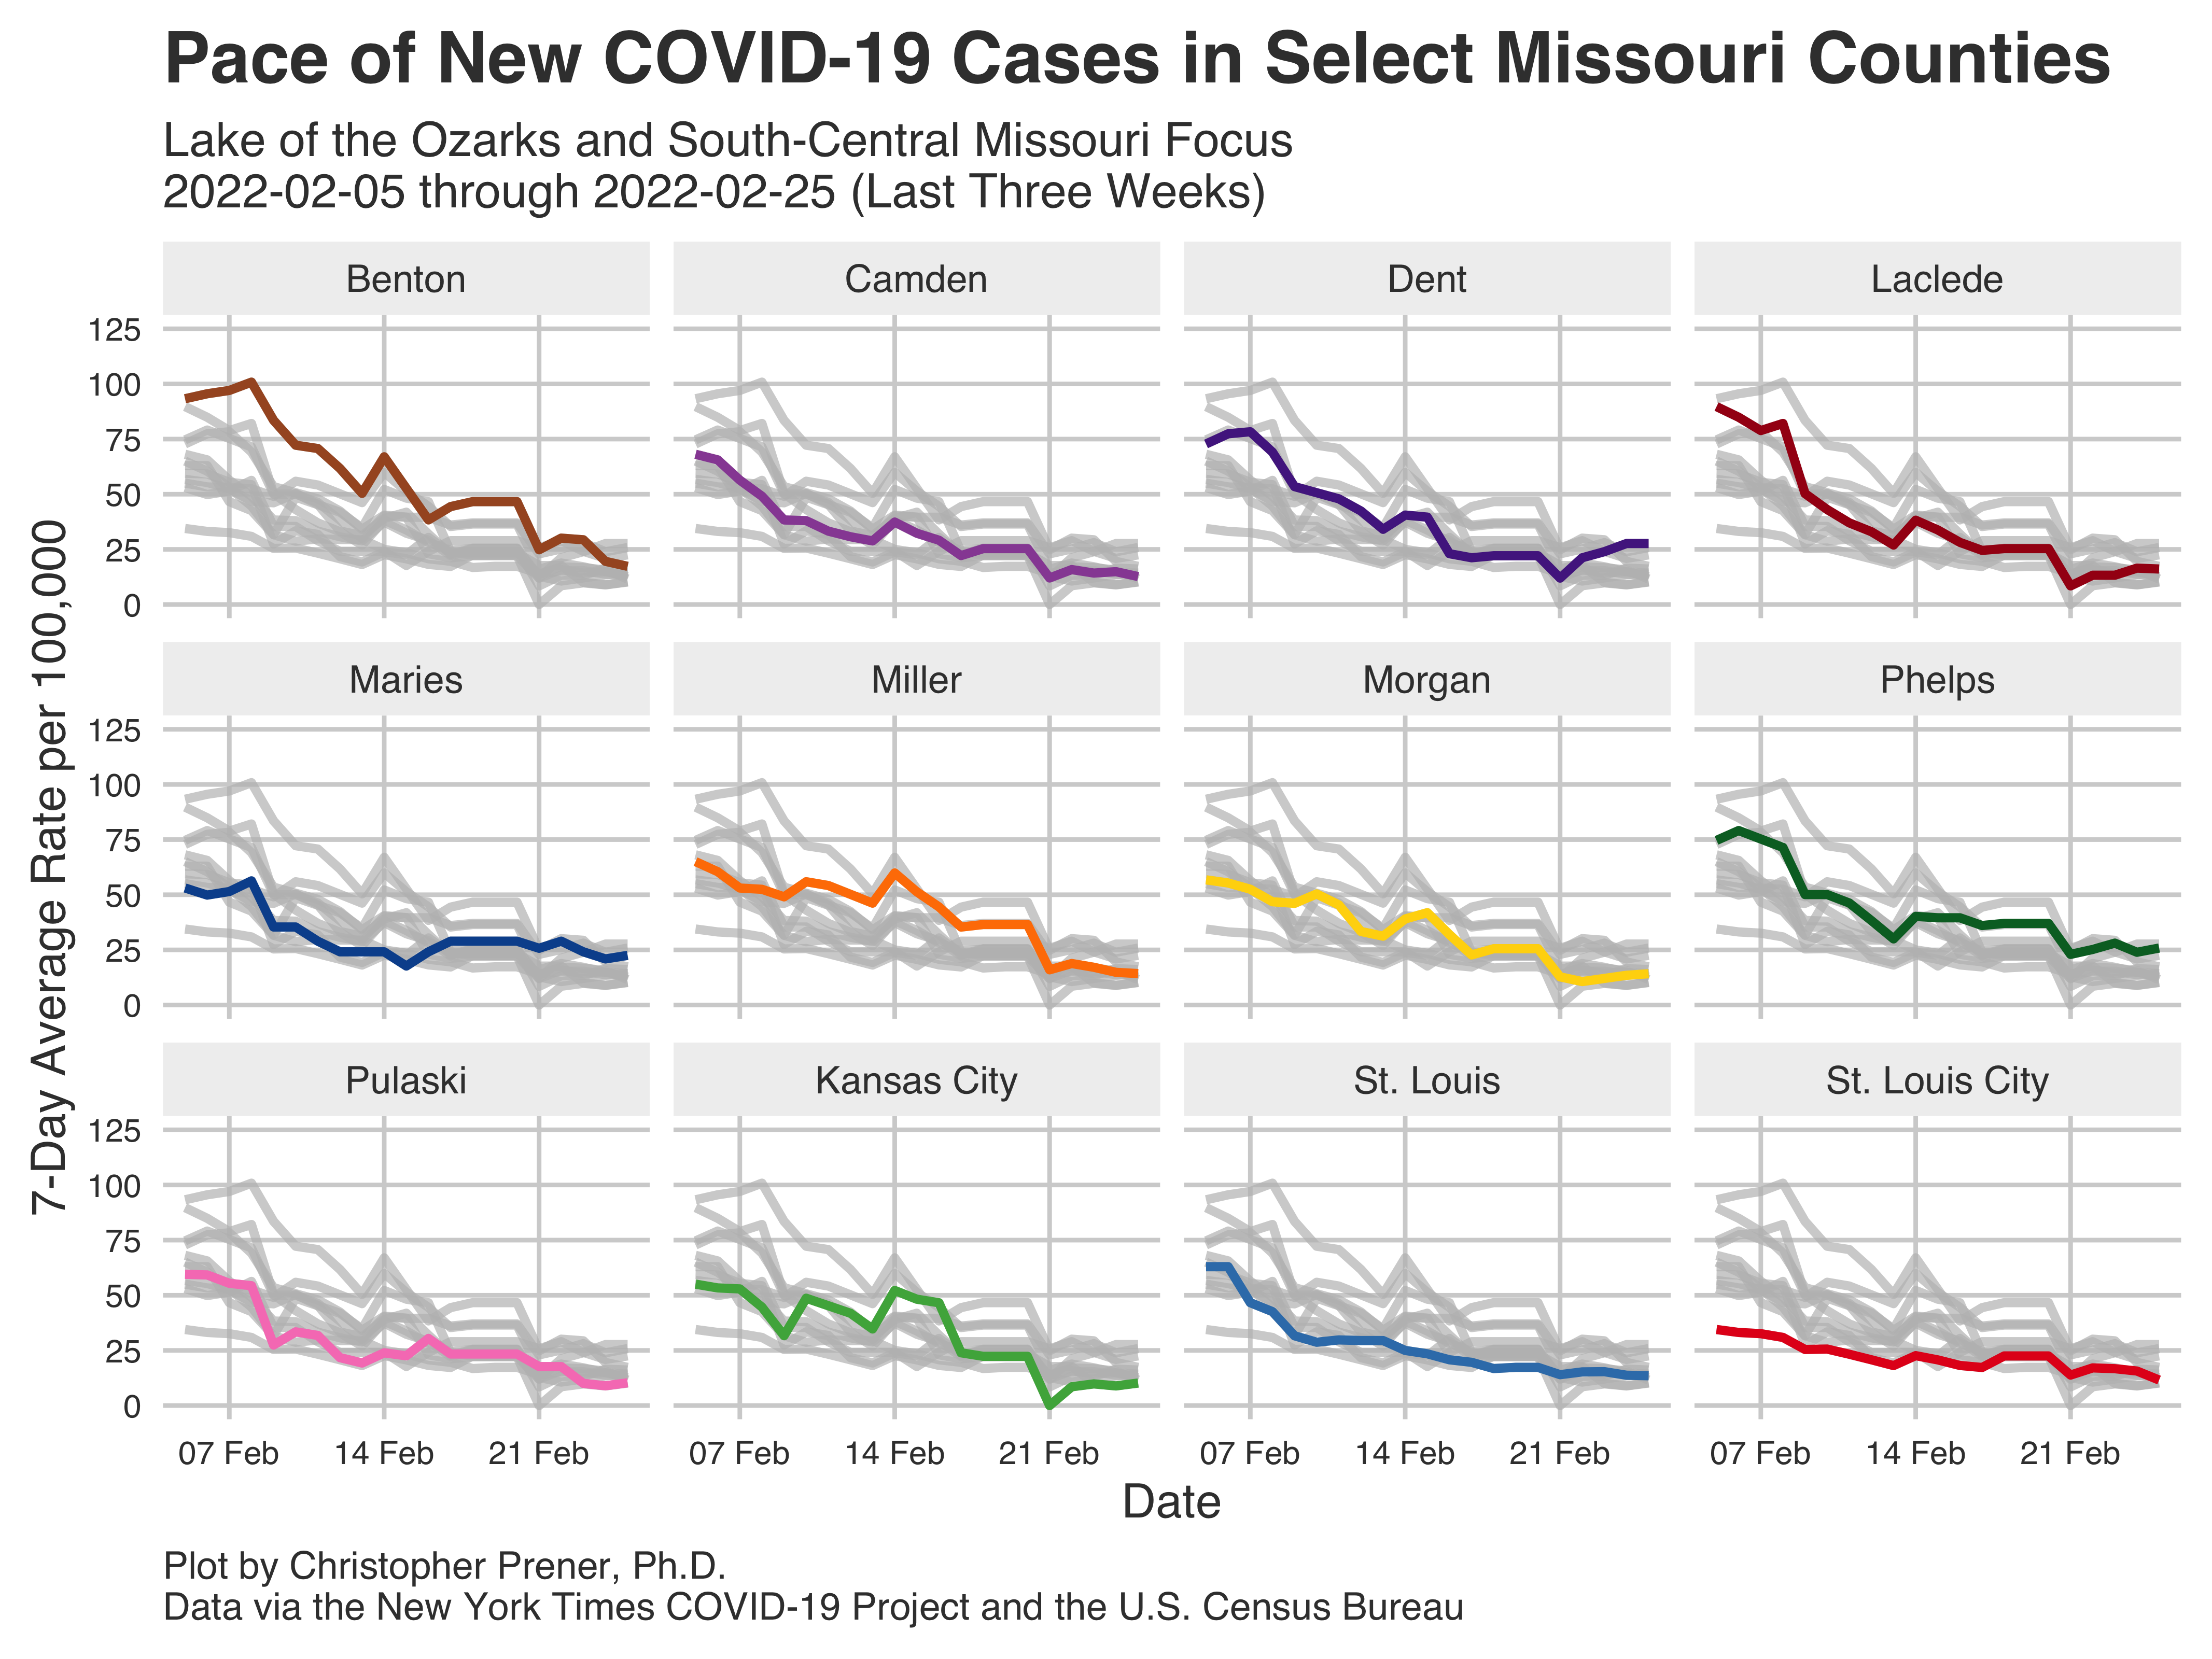 Pace of New COVID-19 Cases in Select Missouri Counties
Lake of the Ozarks and South-Central Missouri Focus
2022-02-05 through 2022-02-25 (Last Three Weeks)
7-Day Average Rate per 100,000
Benton
Camden
Dent
Laclede
125
100
75
50
25
0
Maries
Miller
Morgan
Phelps
125
100
75
50
25
0
Pulaski
Kansas City
St. Louis
St. Louis City
125
100
75
50
25
0
07 Feb
14 Feb
21 Feb
07 Feb
14 Feb
21 Feb
07 Feb
14 Feb
21 Feb
07 Feb
14 Feb
21 Feb
Date
Plot by Christopher Prener, Ph.D.
Data via the New York Times COVID-19 Project and the U.S. Census Bureau